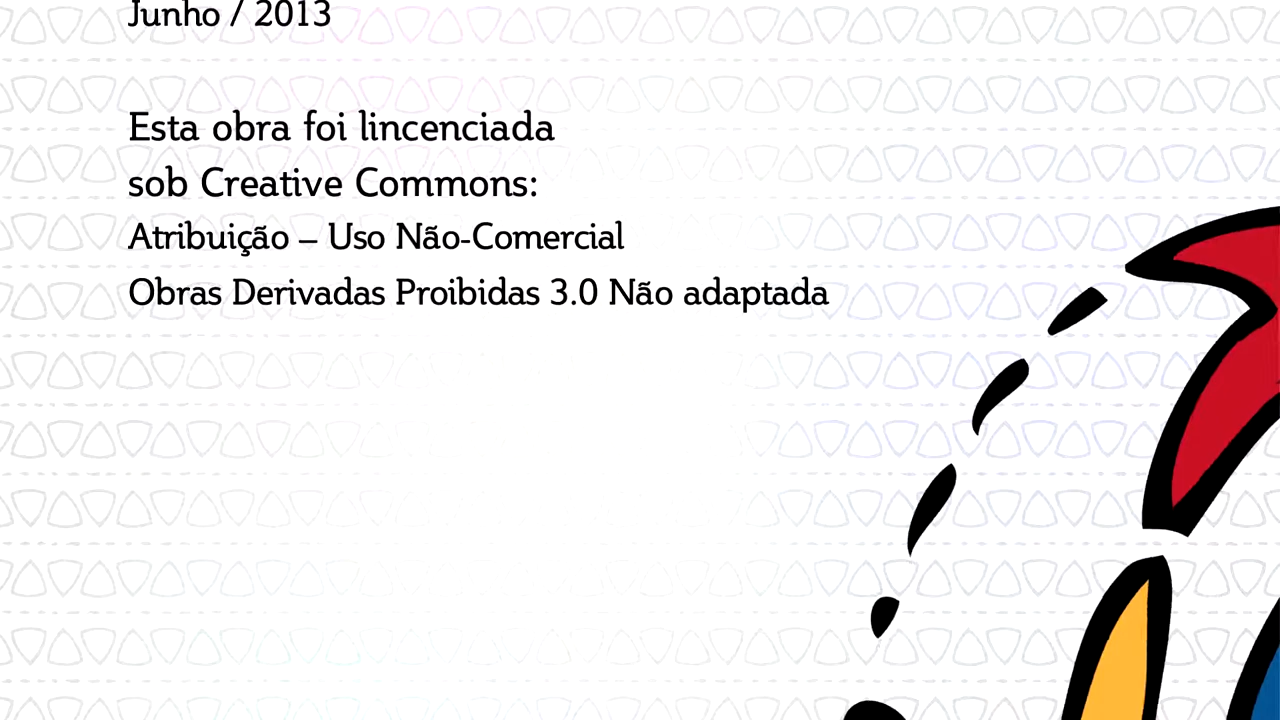 Junho / 2013
Esta obra foi lincenciada
sob Creative Commons:
Atribuição – Uso Não-Comercial
Obras Derivadas Proibidas 3.0 Não adaptada